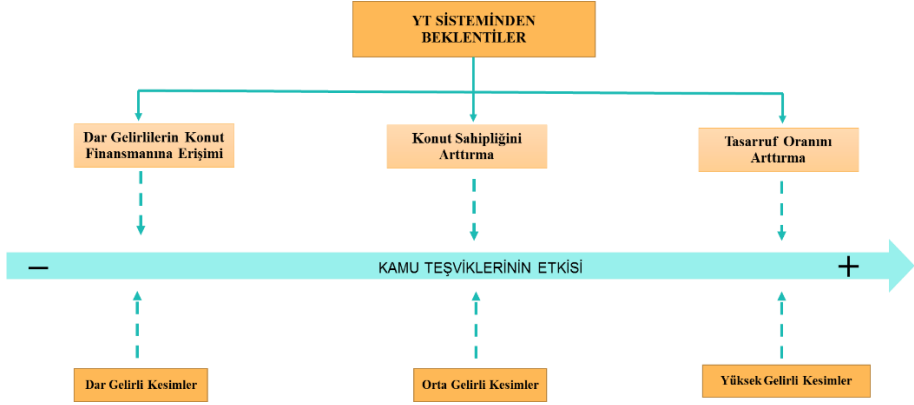 YT SİSTEMİNDEN
BEKLENTİLER
Dar Gelirlilerin Konut
Finansmanına Erişimi
Konut Sahipliğini
Arttırma
Tasarruf Oranını
Arttırma
− KAMU TEŞVİKLERİNİN ETKİSİ +
Dar Gelirli Kesimler
Orta Gelirli Kesimler
Yüksek Gelirli Kesimler